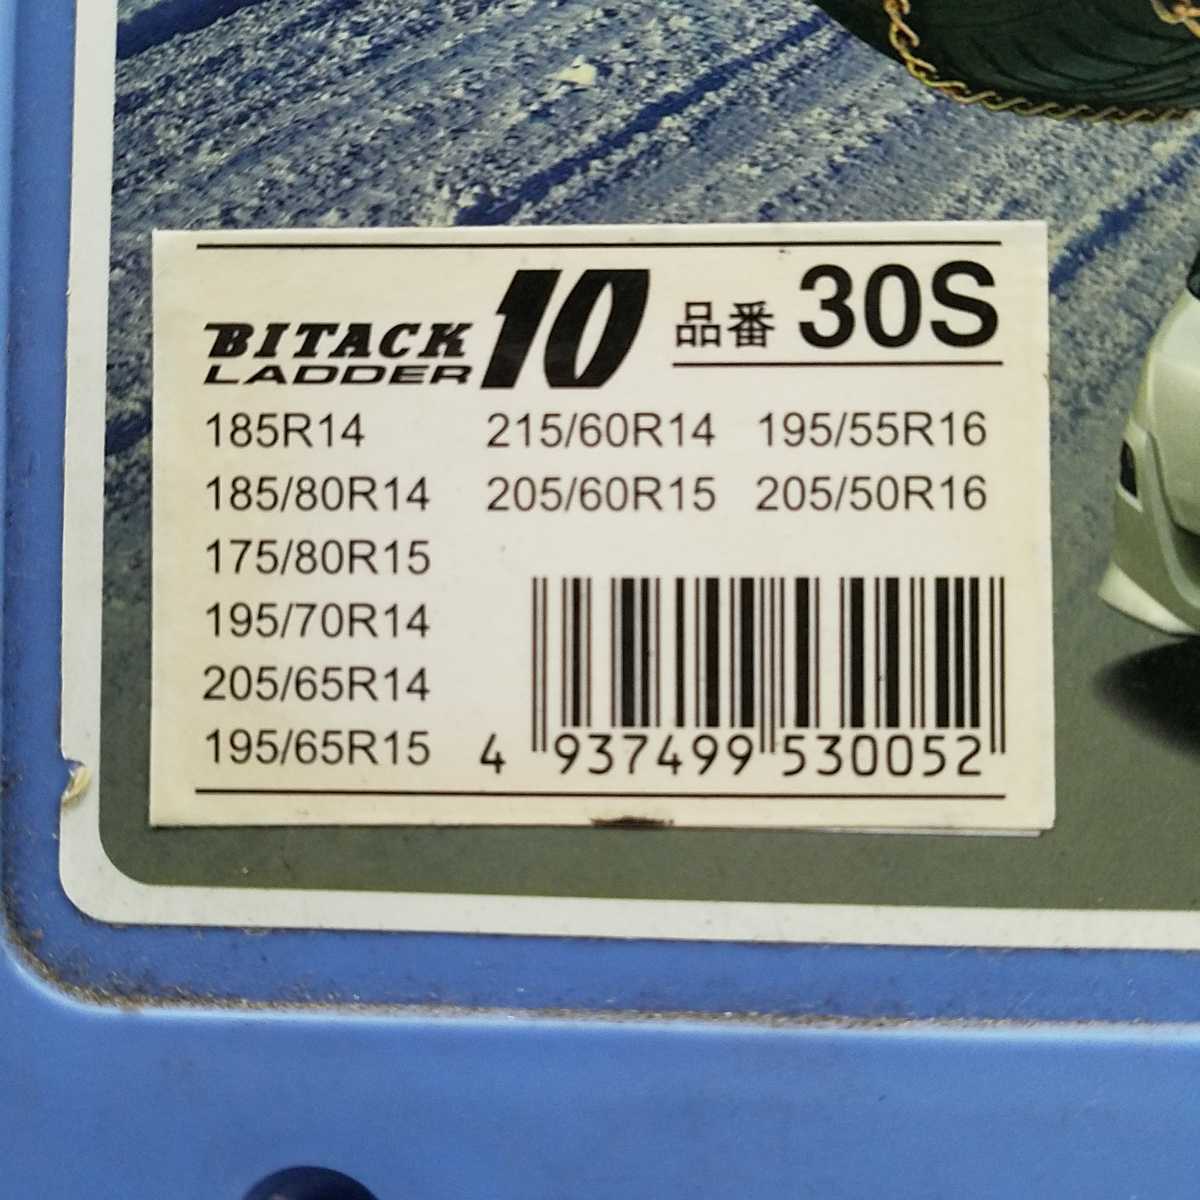 BITACK LADDER 10 品番 30S
185R14 215/60R14 195/55R16
185/80R14 205/60R15 205/50R16
175/80R15
195/70R14
205/65R14
195/65R15
4 937499 530052